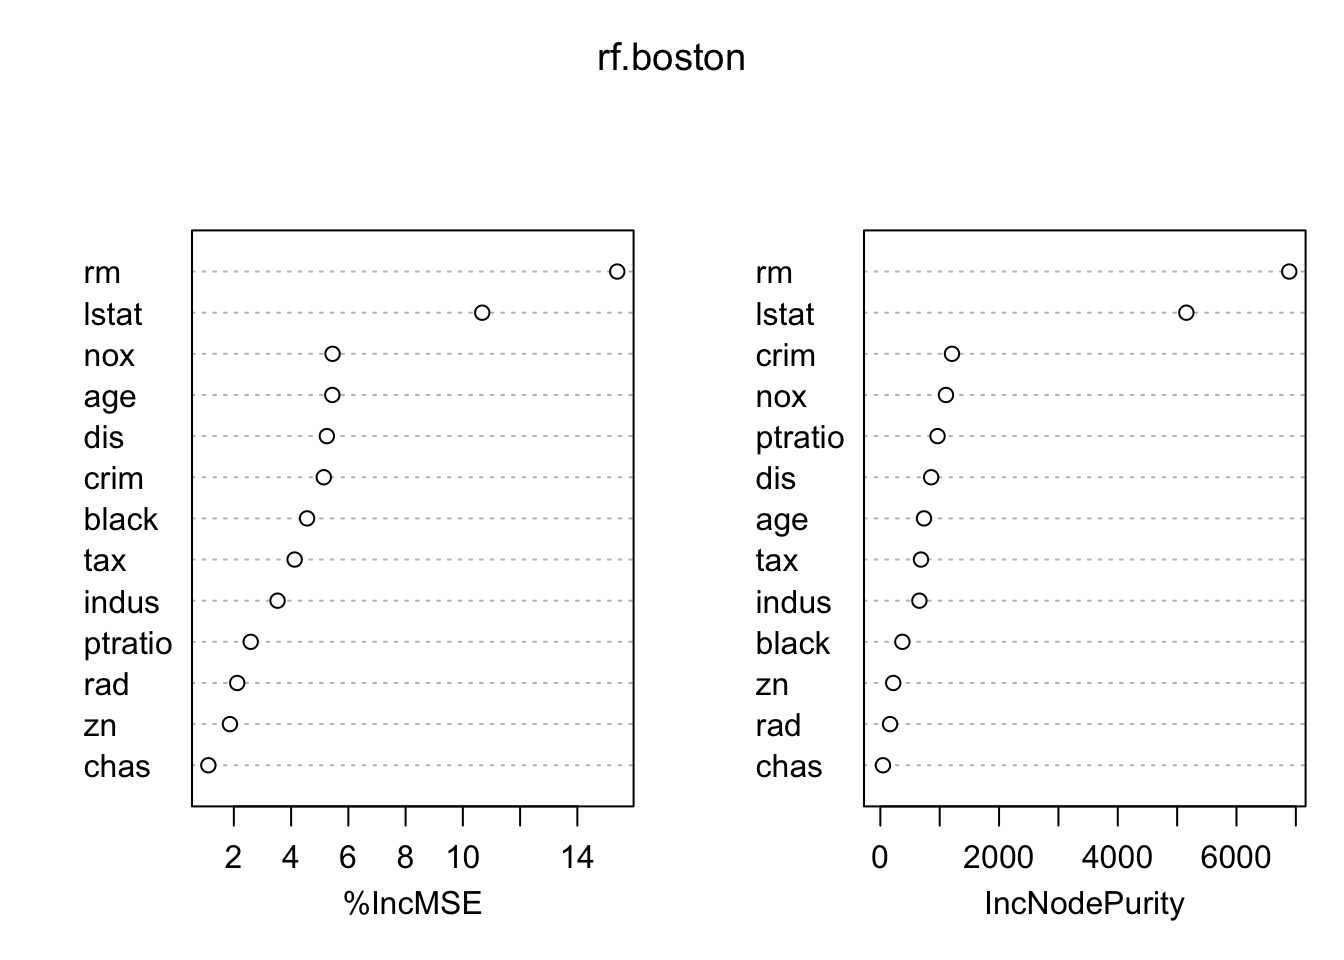 rf.boston
rm
lstat
nox
age
dis
crim
black
tax
indus
ptratio
rad
zn
chas
2 4 6 8 10 14
%IncMSE
rm
lstat
crim
nox
ptratio
dis
age
tax
indus
black
zn
rad
chas
0 2000 4000 6000
IncNodePurity